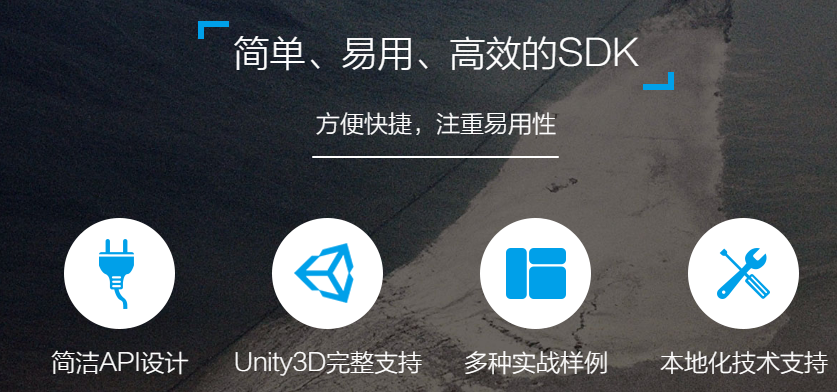 简单、易用、高效的SDK
方便快捷，注重易用性
简洁API设计
Unity3D完整支持
多种实战样例
本地化技术支持